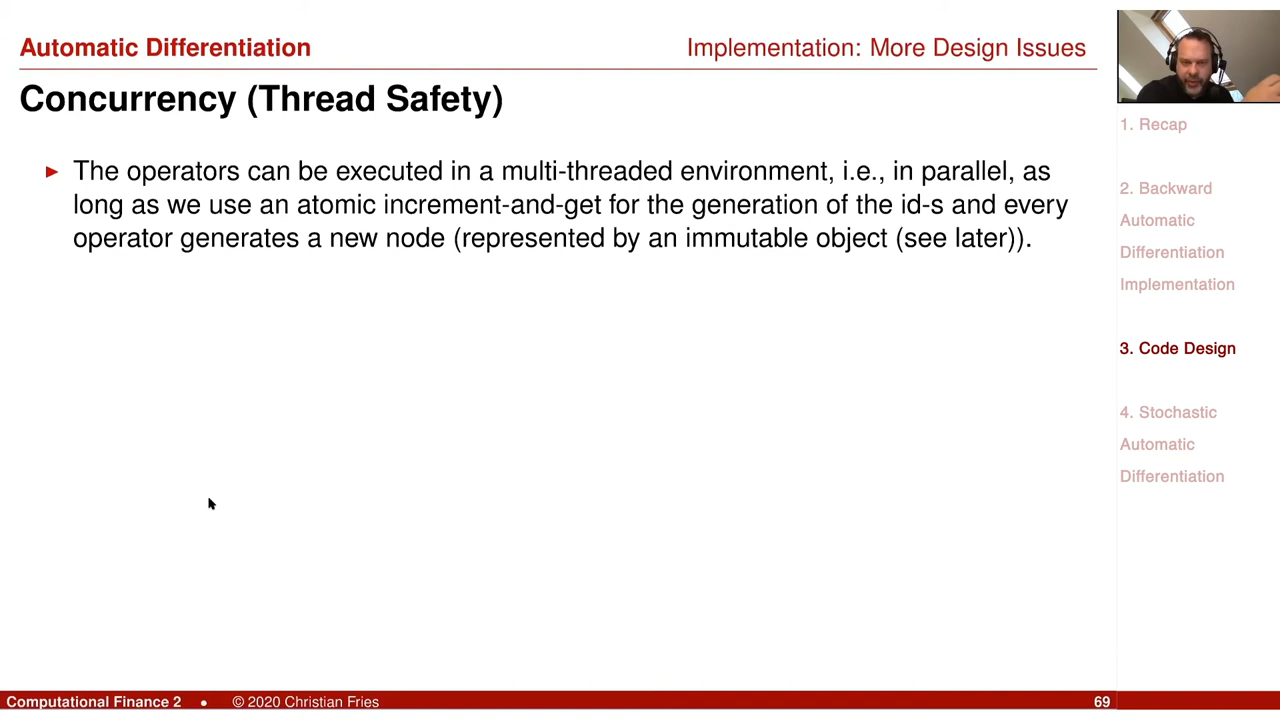 Automatic Differentiation
Implementation: More Design Issues
Concurrency (Thread Safety)
The operators can be executed in a multi-threaded environment, i.e., in parallel, as
long as we use an atomic increment-and-get for the generation of the id-s and every
operator generates a new node (represented by an immutable object (see later)).
1. Recap
2. Backward
Automatic
Differentiation
Implementation
3. Code Design
4. Stochastic
Automatic
Differentiation
Computational Finance 2 • © 2020 Christian Fries
69